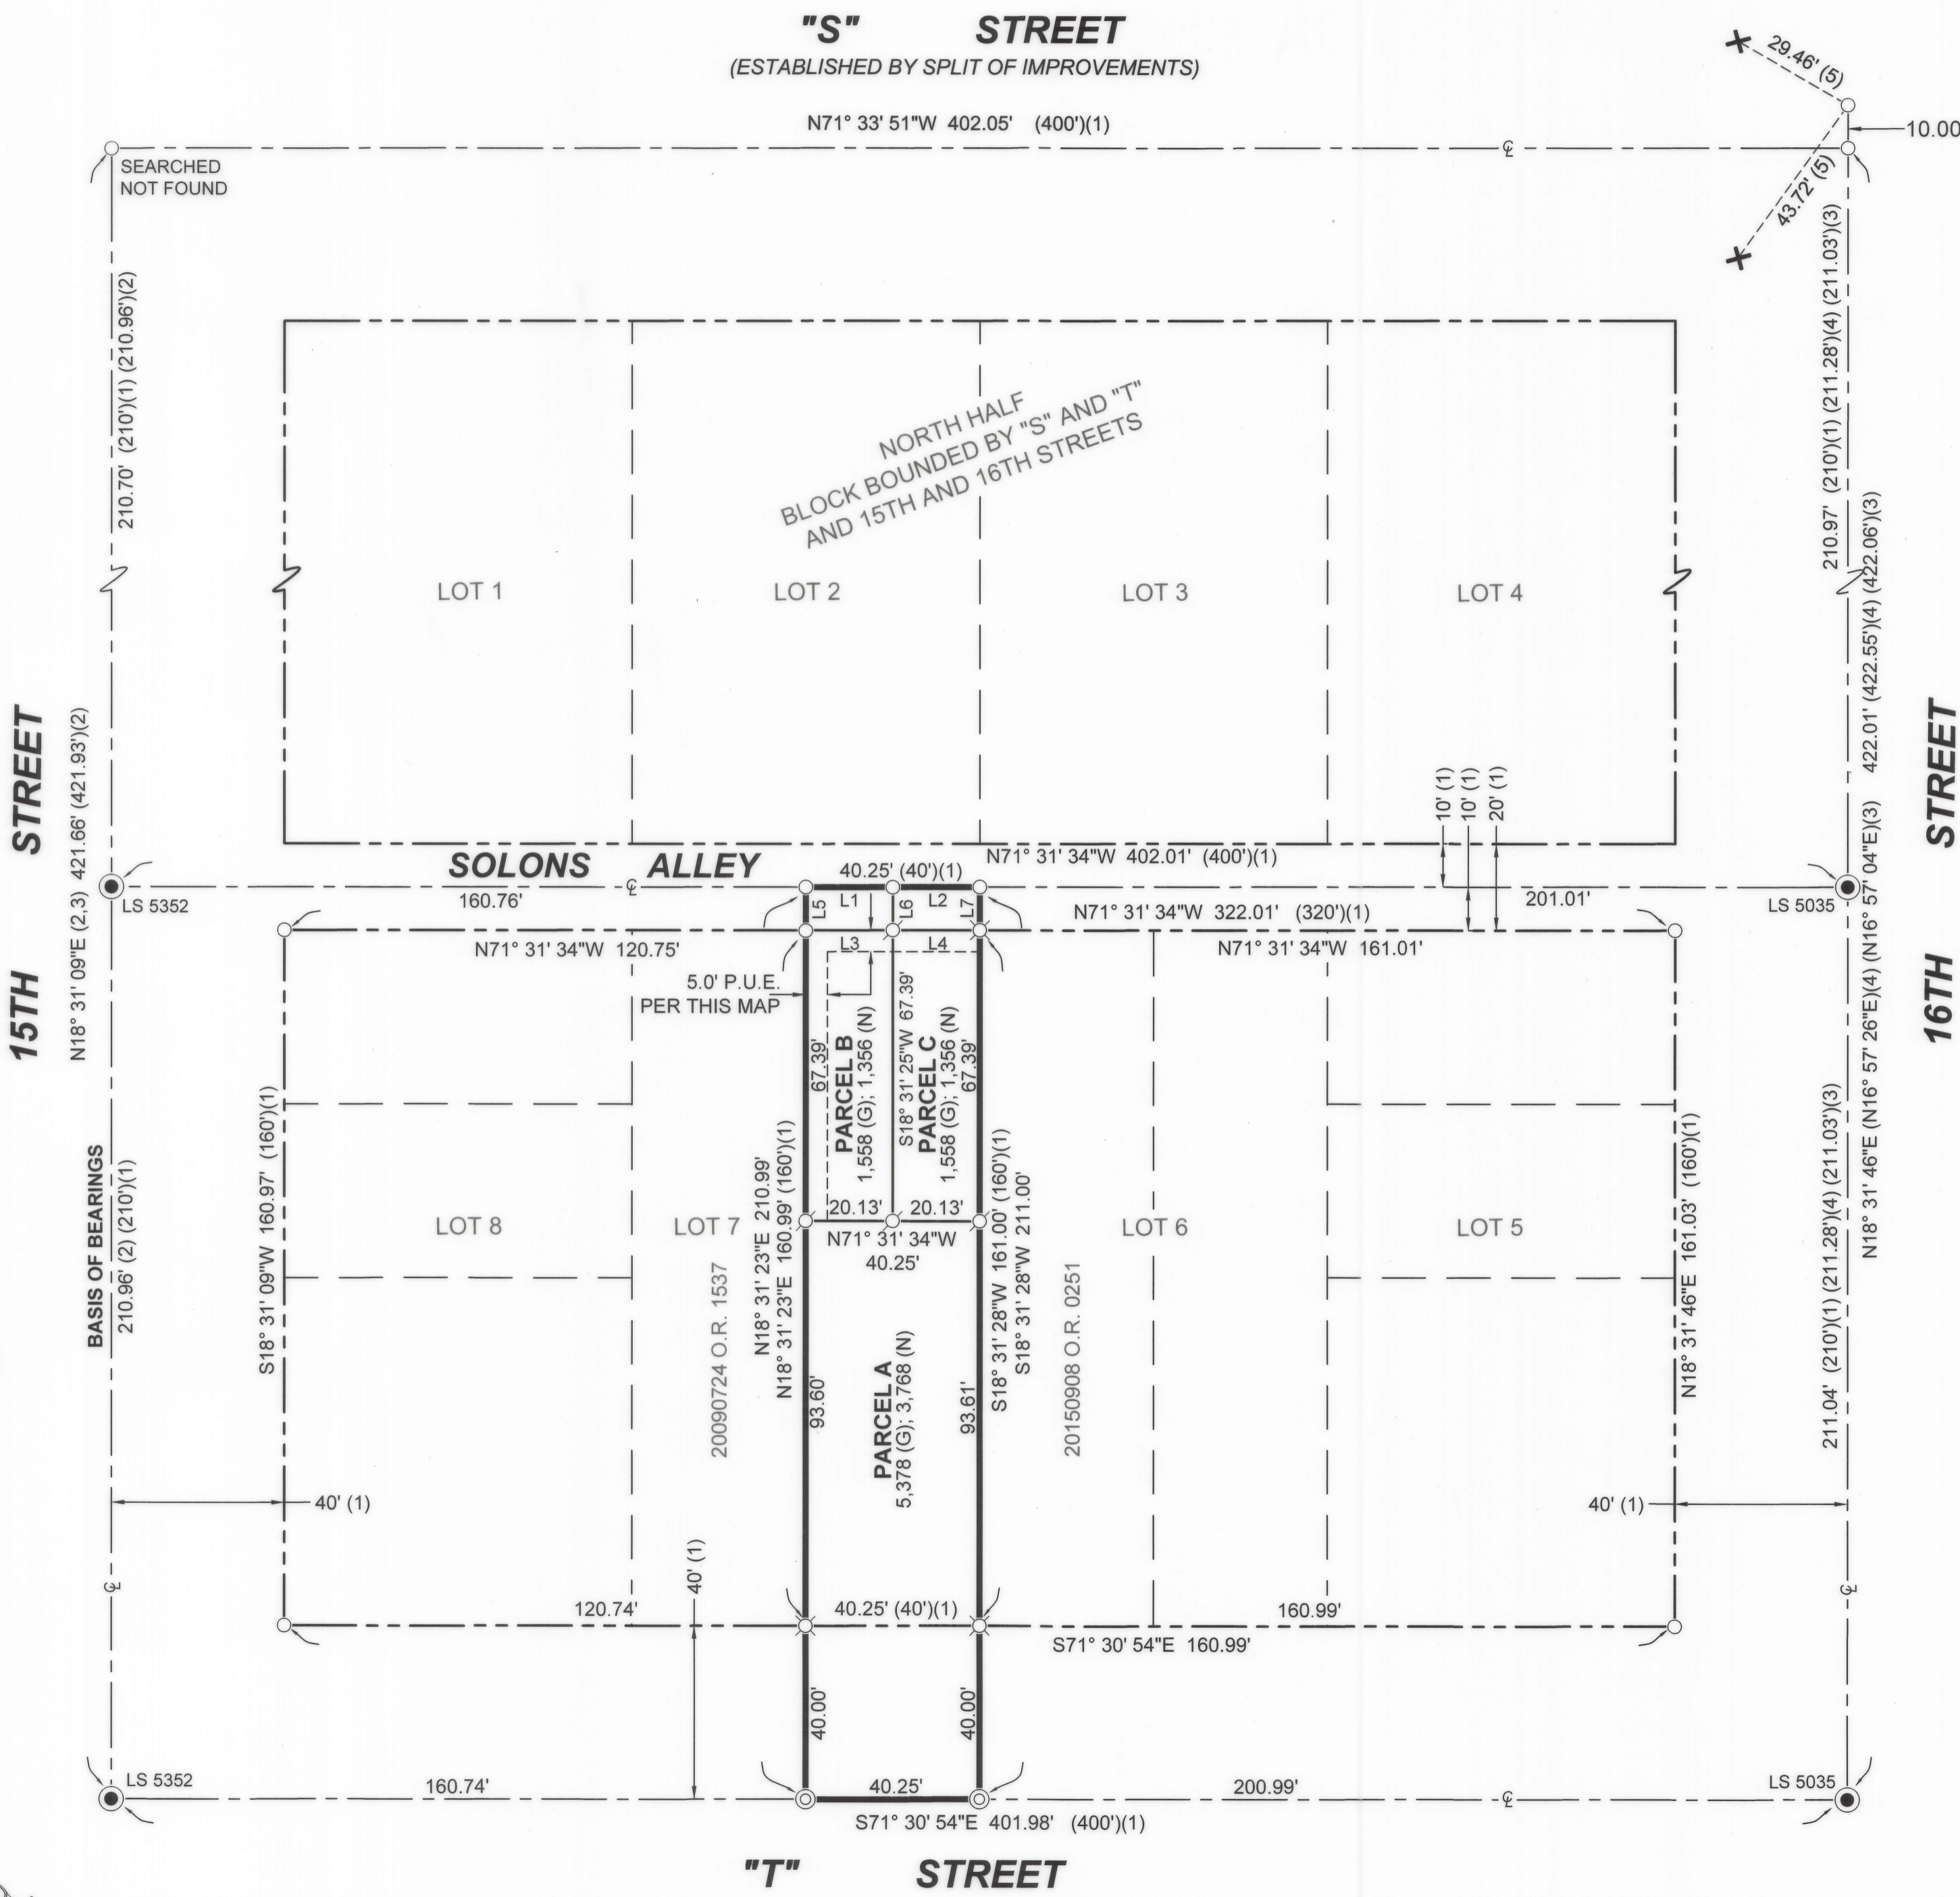 "S" STREET
(ESTABLISHED BY SPLIT OF IMPROVEMENTS)
29.46' (5)
10.00
43.72' (5)
N71° 33' 51"W 402.05' (400')(1)
℄
SEARCHED
NOT FOUND
210.70' (210')(1) (210.96')(2)
210.97' (210')(1) (211.28')(4) (211.03')(3)
NORTH HALF
BLOCK BOUNDED BY "S" AND "T"
AND 15TH AND 16TH STREETS
LOT 1
LOT 2
LOT 3
LOT 4
15TH STREET
N18° 31' 09"E (2,3) 421.66' (421.93')(2)
16TH STREET
N18° 31' 46"E (N16° 57' 26"E)(4) (N16° 57' 04"E)(3) 422.01' (422.55')(4) (422.06')(3)
10' (1)
10' (1)
20' (1)
SOLONS ALLEY
N71° 31' 34"W 402.01' (400')(1)
40.25' (40')(1)
℄
LS 5352
160.76'
L5
L1
L6
L2
L7
201.01'
LS 5035
N71° 31' 34"W 322.01' (320')(1)
N71° 31' 34"W 120.75'
L3
L4
N71° 31' 34"W 161.01'
5.0' P.U.E.
PER THIS MAP
67.39'
PARCEL B
1,558 (G); 1,356 (N)
S18° 31' 25"W 67.39'
PARCEL C
1,558 (G); 1,356 (N)
67.39'
20.13'
20.13'
N71° 31' 34"W
40.25'
BASIS OF BEARINGS
210.96' (2) (210')(1)
S18° 31' 09"W 160.97' (160')(1)
LOT 8
LOT 7
20090724 O.R. 1537
N18° 31' 23"E 210.99'
N18° 31' 23"E 160.99' (160')(1)
93.60'
PARCEL A
5,378 (G); 3,768 (N)
93.61'
S18° 31' 28"W 161.00' (160')(1)
S18° 31' 28"W 211.00'
20150908 O.R. 0251
LOT 6
LOT 5
N18° 31' 46"E 161.03' (160')(1)
211.04' (210')(1) (211.28')(4) (211.03')(3)
40' (1)
40' (1)
40' (1)
℄
℄
120.74'
40.25' (40')(1)
160.99'
S71° 30' 54"E 160.99'
40.00'
40.00'
LS 5352
160.74'
40.25'
200.99'
℄
LS 5035
S71° 30' 54"E 401.98' (400')(1)
"T" STREET